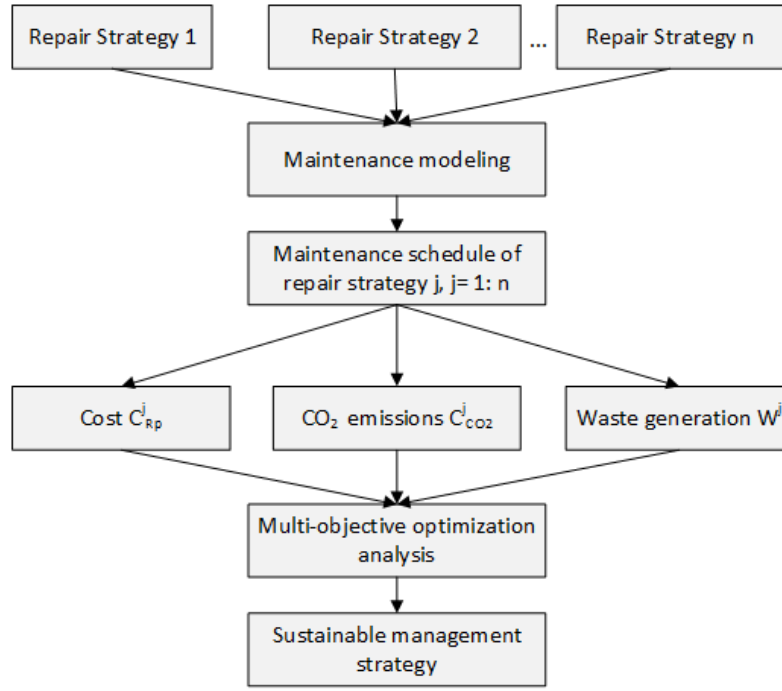 Repair Strategy 1
Repair Strategy 2
...
Repair Strategy n
Maintenance modeling
Maintenance schedule of
repair strategy j, j= 1: n
Cost C^j_Rp
CO₂ emissions C^j_CO2
Waste generation W^j
Multi-objective optimization
analysis
Sustainable management
strategy